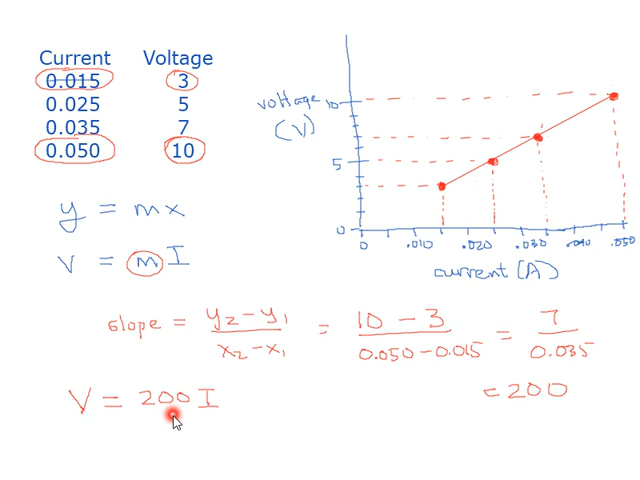 Current Voltage
0.015 3
0.025 5
0.035 7
0.050 10
y = mx
V = m I
voltage
(V)
10
5
0
0 .010 .020 .030 .040 .050
current (A)
slope = y₂ - y₁ / x₂ - x₁ = 10 - 3 / 0.050 - 0.015 = 7 / 0.035
= 200
V = 200 I